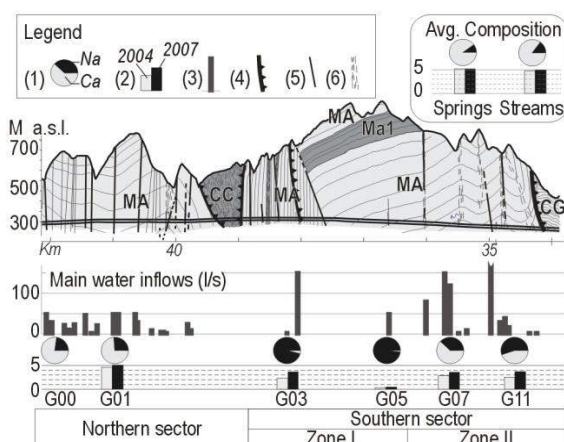 Legend
Avg. Composition
Na
Ca
2004
2007
(1)
(2)
(3)
(4)
(5)
(6)
5
0
5
0
Springs
Streams
M a.s.l.
700
500
300
MA
CC
MA
MA
Ma1
MA
CG
Km
40
35
Main water inflows (l/s)
100
0
5
0
G00
G01
G03
G05
G07
G11
Northern sector
Southern sector
Zone I
Zone II